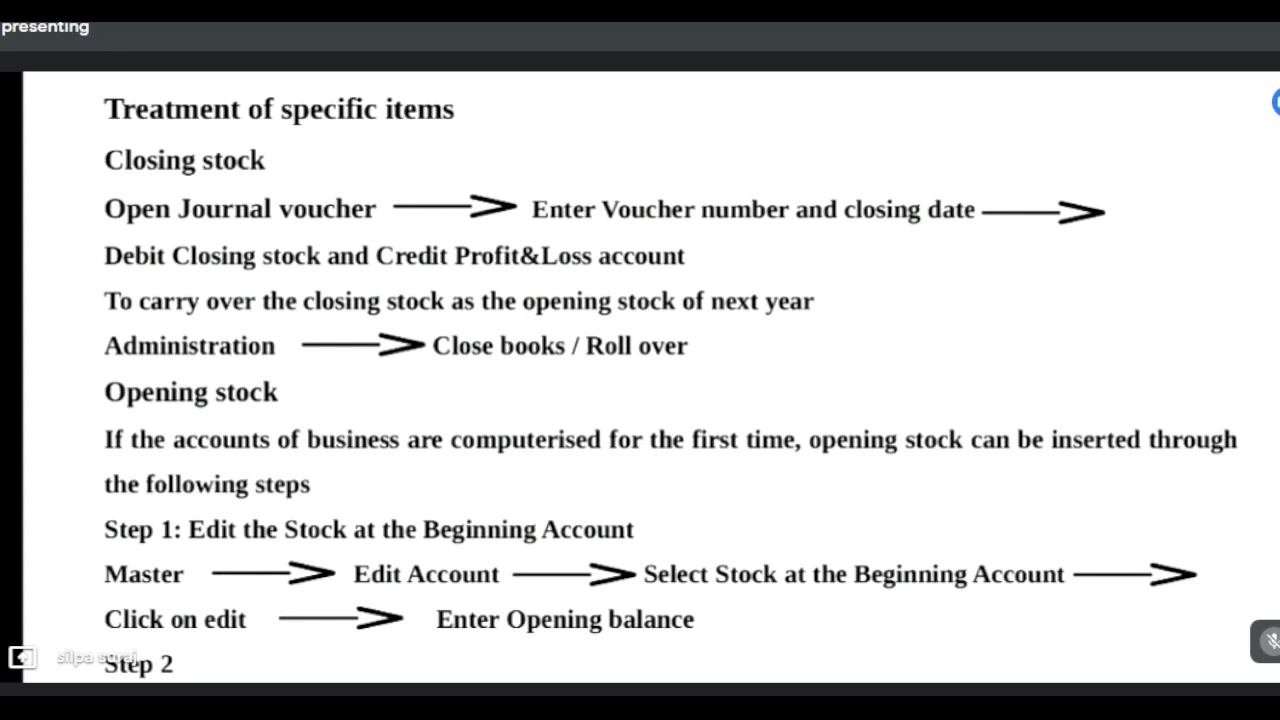 presenting
Treatment of specific items
Closing stock
Open Journal voucher Enter Voucher number and closing date
Debit Closing stock and Credit Profit&Loss account
To carry over the closing stock as the opening stock of next year
Administration Close books / Roll over
Opening stock
If the accounts of business are computerised for the first time, opening stock can be inserted through
the following steps
Step 1: Edit the Stock at the Beginning Account
Master Edit Account Select Stock at the Beginning Account
Click on edit Enter Opening balance
silpa suraj
Step 2